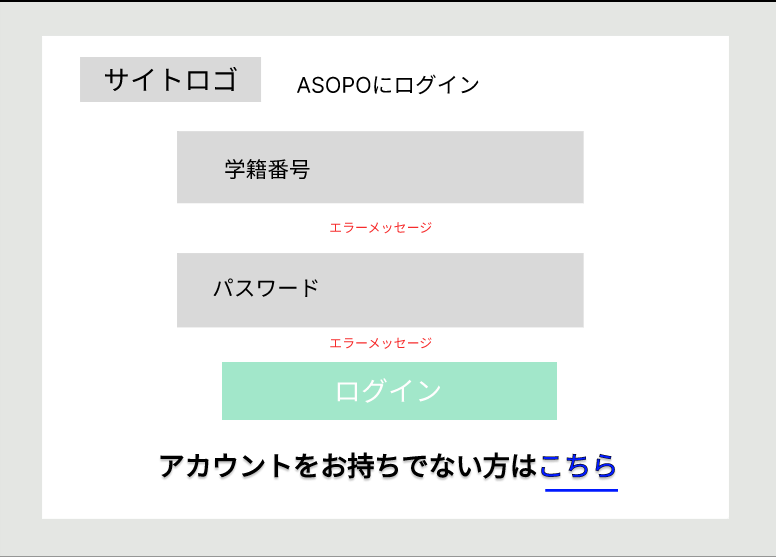 サイトロゴ
ASOPOにログイン
学籍番号
エラーメッセージ
パスワード
エラーメッセージ
ログイン
アカウントをお持ちでない方はこちら